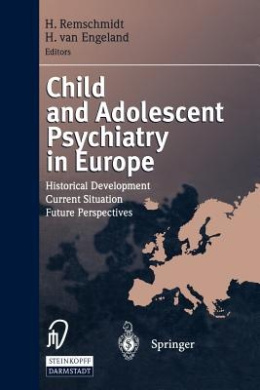 H. Remschmidt
H. van Engeland
Editors
Child
and Adolescent
Psychiatry
in Europe
Historical Development
Current Situation
Future Perspectives
STEINKOPFF
DARMSTADT
Springer